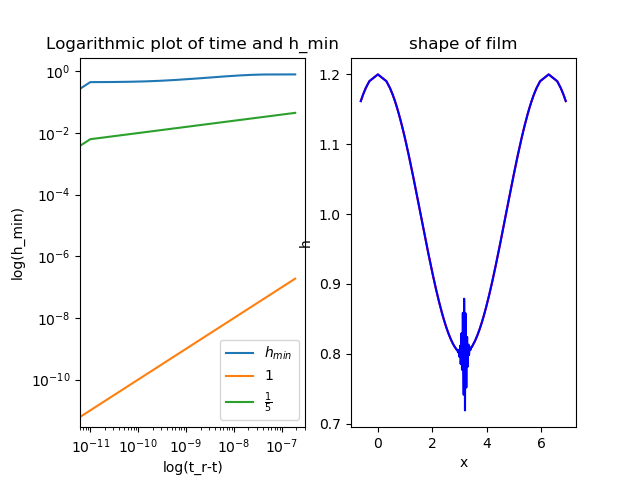 Logarithmic plot of time and h_min
shape of film
10⁰
10⁻²
10⁻⁴
10⁻⁶
10⁻⁸
10⁻¹⁰
log(h_min)
h_min
1
1/5
10⁻¹¹ 10⁻¹⁰ 10⁻⁹ 10⁻⁸ 10⁻⁷
log(t_r-t)
1.2
1.1
1.0
0.9
0.8
0.7
h
0 2 4 6
x